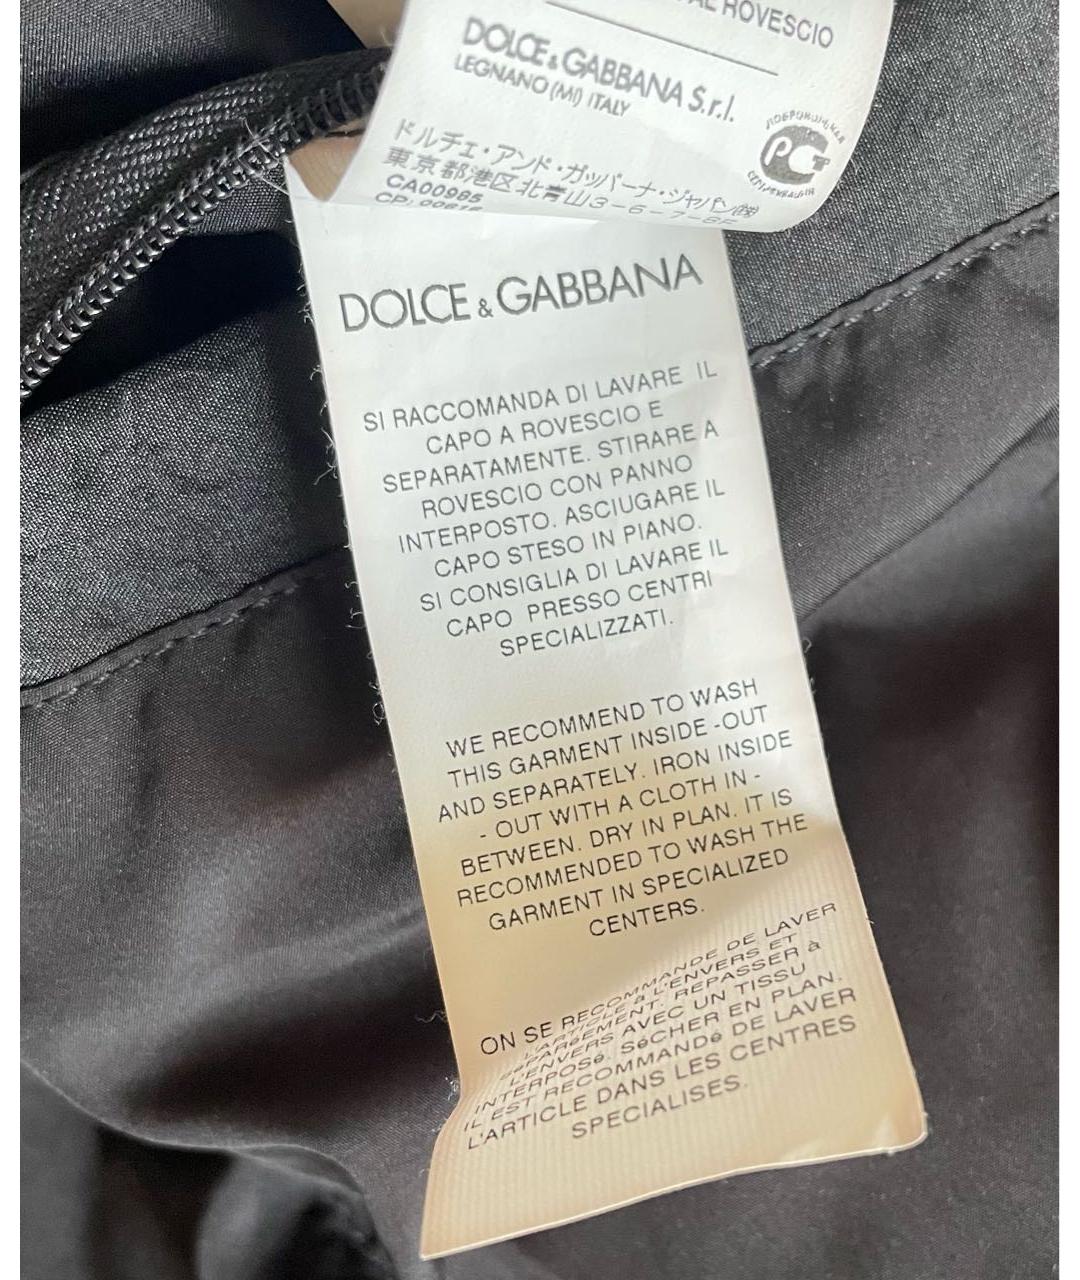 AL ROVESCIO
DOLCE & GABBANA S.r.l.
LEGNANO (MI) ITALY
ドルチェ・アンド・ガッバーナ・ジャパン㈱
東京都港区北青山3-6-7-8F
CA00985
DOLCE & GABBANA
SI RACCOMANDA DI LAVARE IL
CAPO A ROVESCIO E
SEPARATAMENTE. STIRARE A
ROVESCIO CON PANNO
INTERPOSTO. ASCIUGARE IL
CAPO STESO IN PIANO.
SI CONSIGLIA DI LAVARE IL
CAPO PRESSO CENTRI
SPECIALIZZATI.
WE RECOMMEND TO WASH
THIS GARMENT INSIDE -OUT
AND SEPARATELY. IRON INSIDE
- OUT WITH A CLOTH IN -
BETWEEN. DRY IN PLAN. IT IS
RECOMMENDED TO WASH THE
GARMENT IN SPECIALIZED
CENTERS.
ON SE RECOMMANDE DE LAVER
L'ARTICLE à L'ENVERS ET
SéPARéMENT. REPASSER à
L'ENVERS AVEC UN TISSU
INTERPOSé. SéCHER EN PLAN.
IL EST RECOMMANDé DE LAVER
L'ARTICLE DANS LES CENTRES
SPECIALISES.